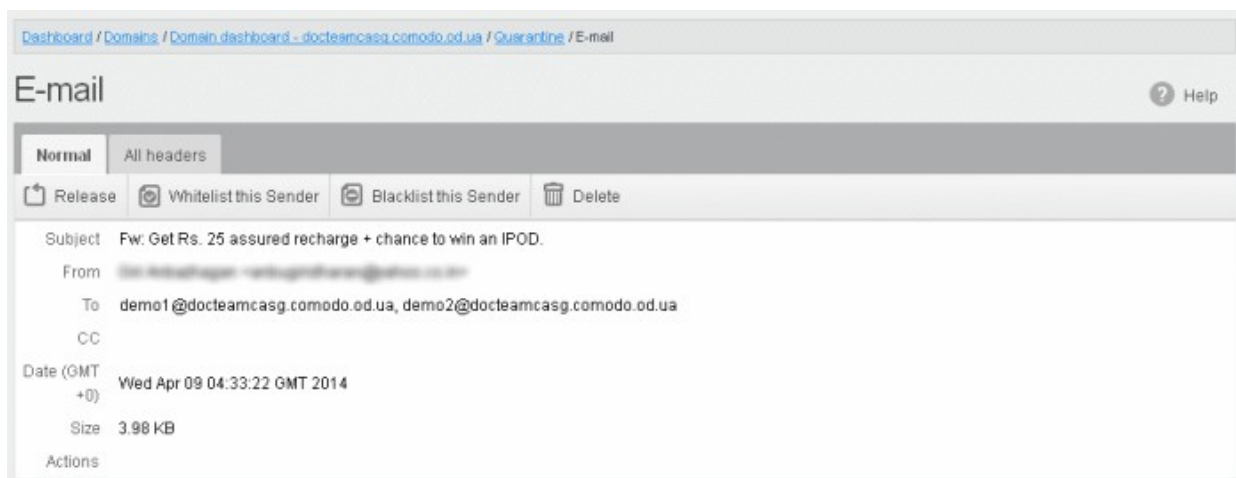 Dashboard / Domains / Domain dashboard - docteamcasg.comodo.od.ua / Quarantine / E-mail
E-mail
Help
Normal All headers
Release Whitelist this Sender Blacklist this Sender Delete
Subject Fw: Get Rs. 25 assured recharge + chance to win an IPOD.
From
To demo1@docteamcasg.comodo.od.ua, demo2@docteamcasg.comodo.od.ua
CC
Date (GMT
+0) Wed Apr 09 04:33:22 GMT 2014
Size 3.98 KB
Actions